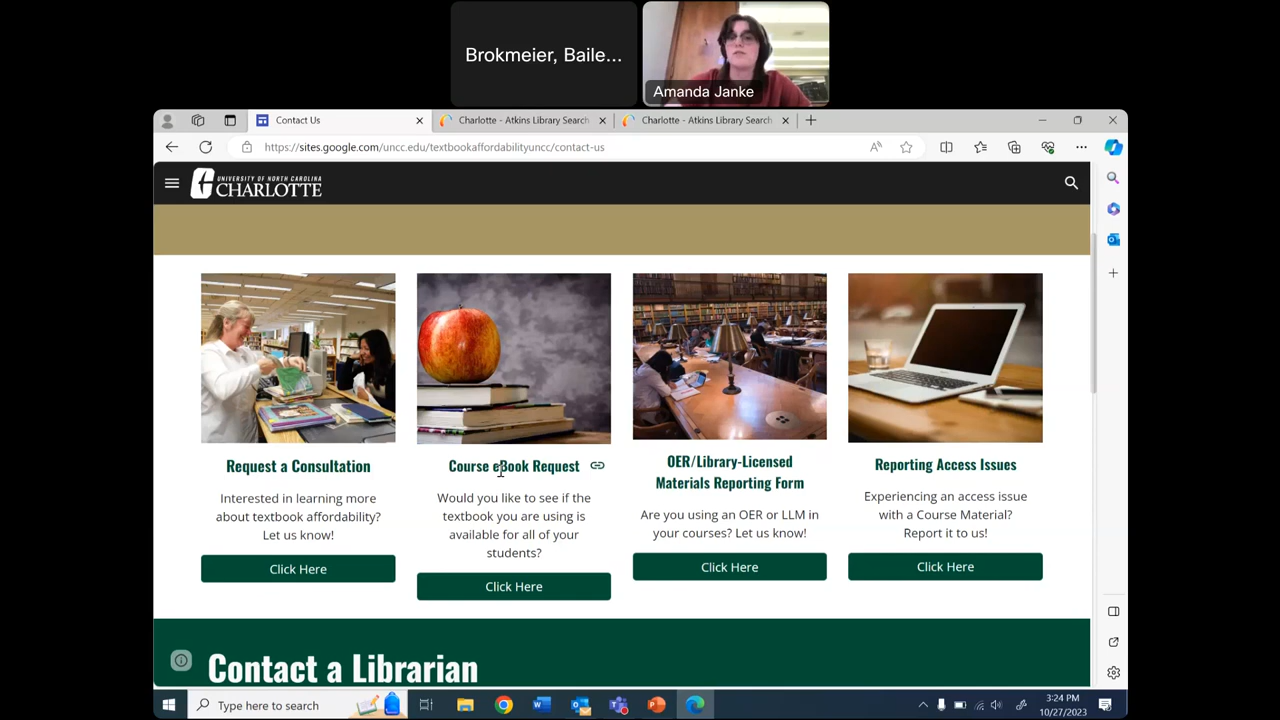 Brokmeier, Baile...
Amanda Janke
Contact Us
Charlotte - Atkins Library Search
Charlotte - Atkins Library Search
https://sites.google.com/uncc.edu/textbookaffordabilityuncc/contact-us
UNIVERSITY OF NORTH CAROLINA
CHARLOTTE
Request a Consultation
Interested in learning more
about textbook affordability?
Let us know!
Click Here
Course eBook Request
Would you like to see if the
textbook you are using is
available for all of your
students?
Click Here
OER/Library-Licensed
Materials Reporting Form
Are you using an OER or LLM in
your courses? Let us know!
Click Here
Reporting Access Issues
Experiencing an access issue
with a Course Material?
Report it to us!
Click Here
Contact a Librarian
Type here to search
3:24 PM
10/27/2023